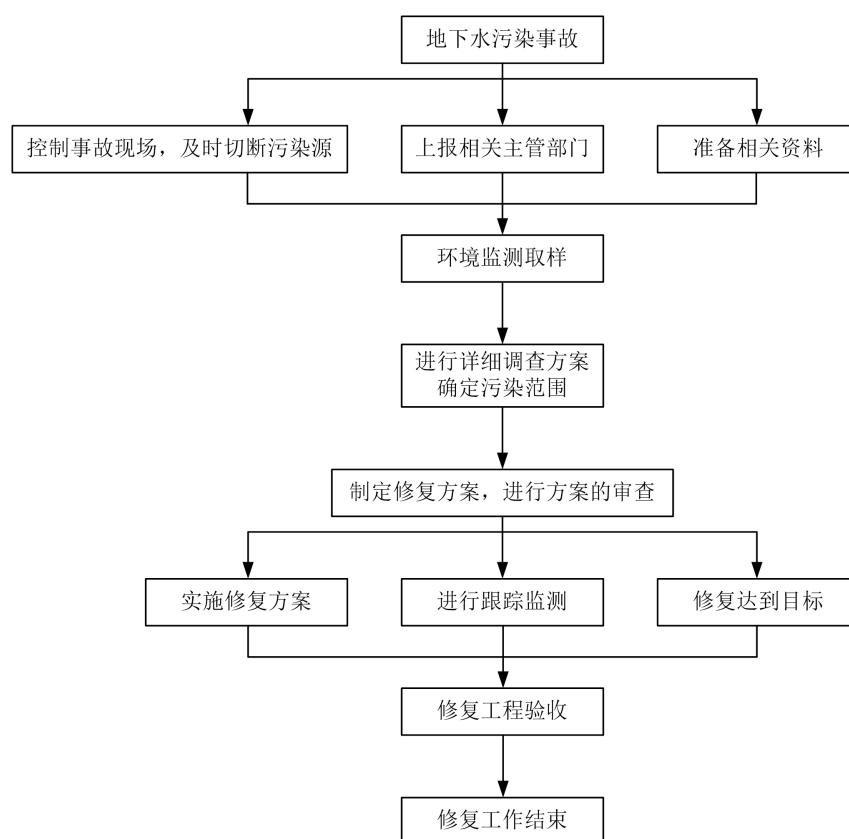 地下水污染事故
控制事故现场，及时切断污染源
上报相关主管部门
准备相关资料
环境监测取样
进行详细调查方案
确定污染范围
制定修复方案，进行方案的审查
实施修复方案
进行跟踪监测
修复达到目标
修复工程验收
修复工作结束